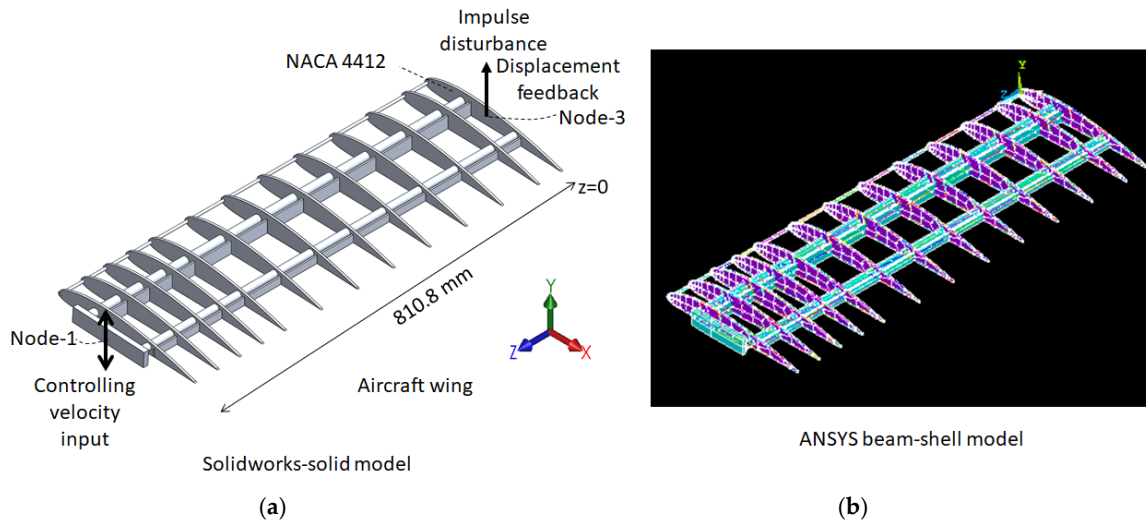 Impulse
disturbance
NACA 4412
Displacement
feedback
Node-3
z=0
810.8 mm
Node-1
Controlling
velocity
input
Y
Z
X
Aircraft wing
Solidworks-solid model
(a)
Y
Z
ANSYS beam-shell model
(b)